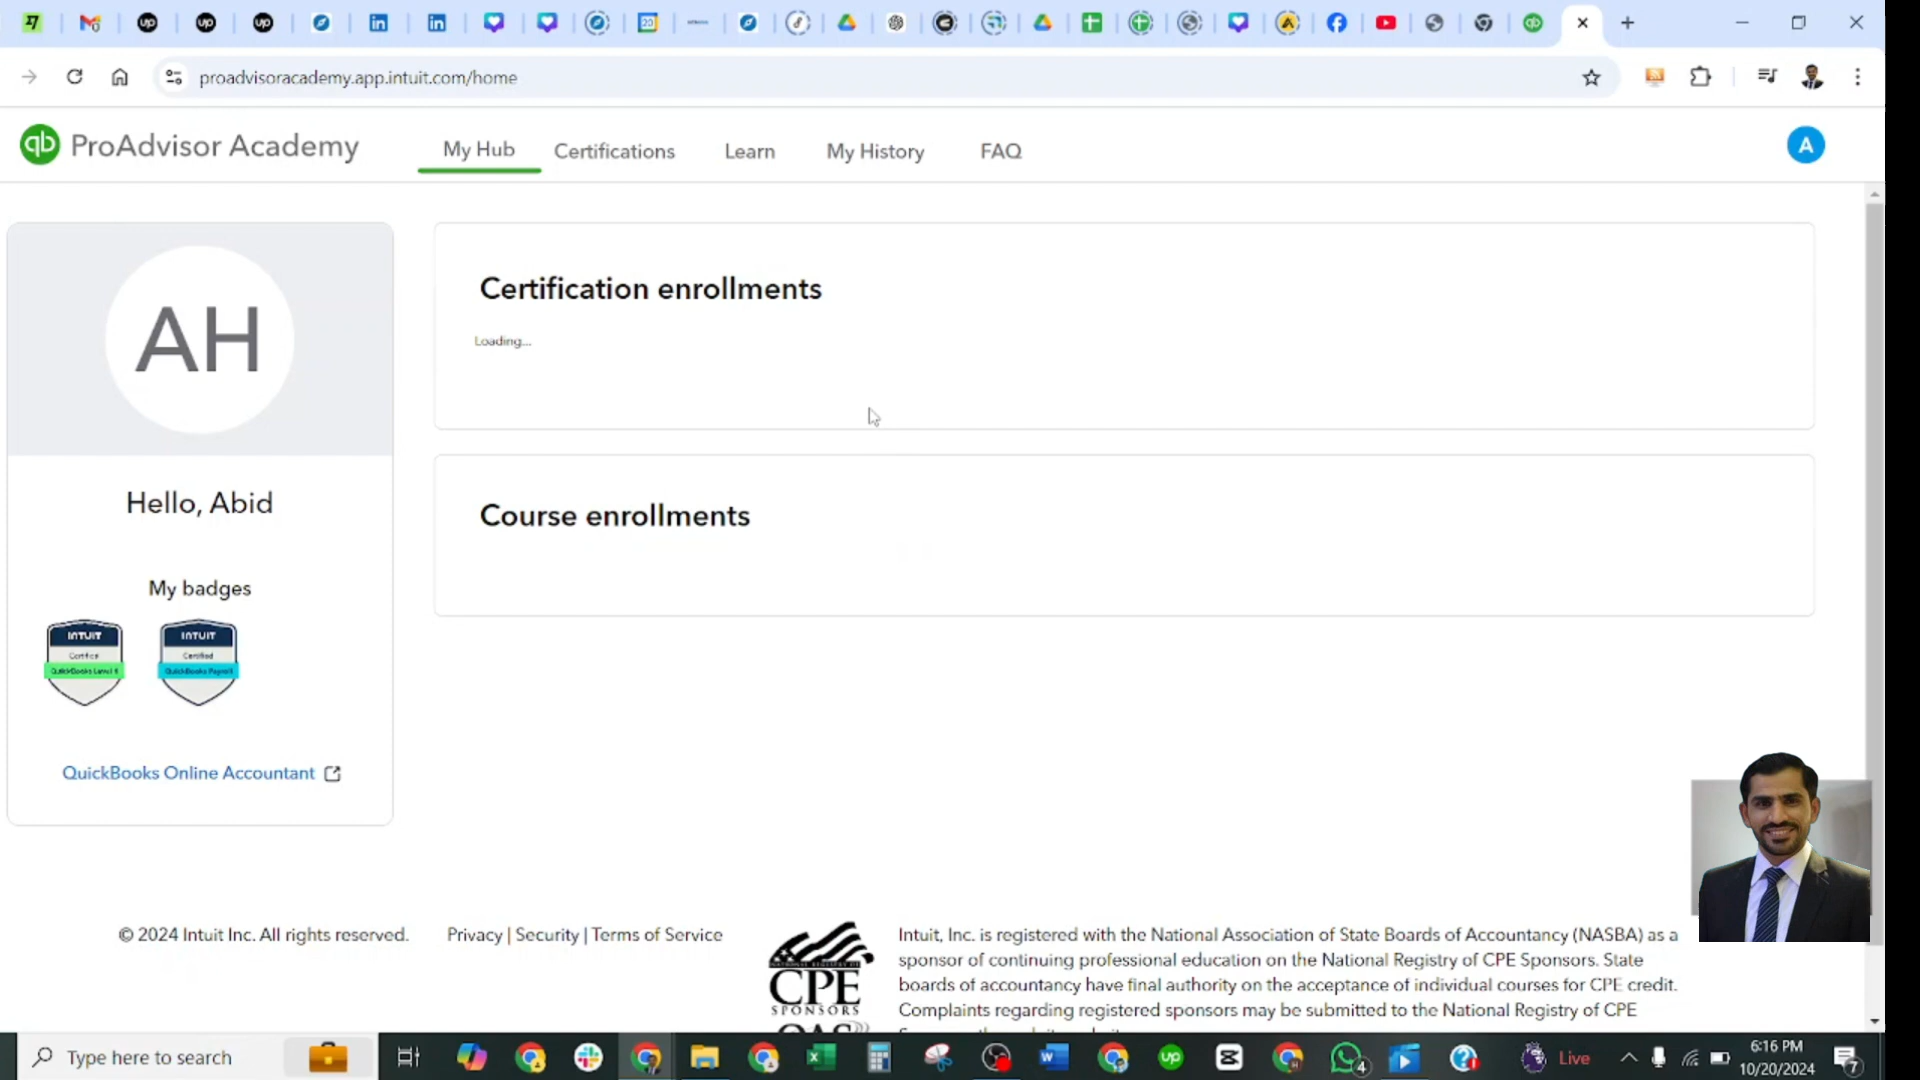 proadvisoracademy.app.intuit.com/home
qb ProAdvisor Academy
My Hub
Certifications
Learn
My History
FAQ
A
AH
Hello, Abid
My badges
INTUIT
INTUIT
Certified
QuickBooks Payroll
QuickBooks Online Accountant
Certification enrollments
Loading...
Course enrollments
© 2024 Intuit Inc. All rights reserved.
Privacy | Security | Terms of Service
CPE
SPONSORS
Intuit, Inc. is registered with the National Association of State Boards of Accountancy (NASBA) as a
sponsor of continuing professional education on the National Registry of CPE Sponsors. State
boards of accountancy have final authority on the acceptance of individual courses for CPE credit.
Complaints regarding registered sponsors may be submitted to the National Registry of CPE
Type here to search
Live
6:16 PM
10/20/2024